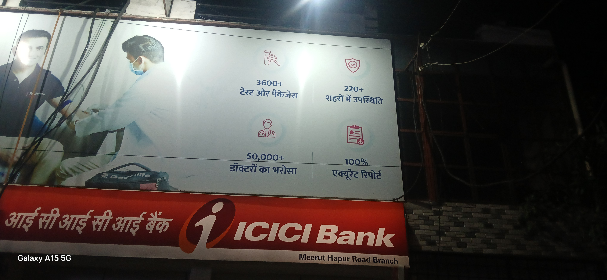 3600+
टेस्ट और पैकेजेस
220+
शहरों में उपस्थिति
50,000+
डॉक्टरों का भरोसा
100%
एक्यूरेट रिपोर्ट
आई सी आई सी आई बैंक
ICICI Bank
Meerut Hapur Road Branch
Galaxy A15 5G